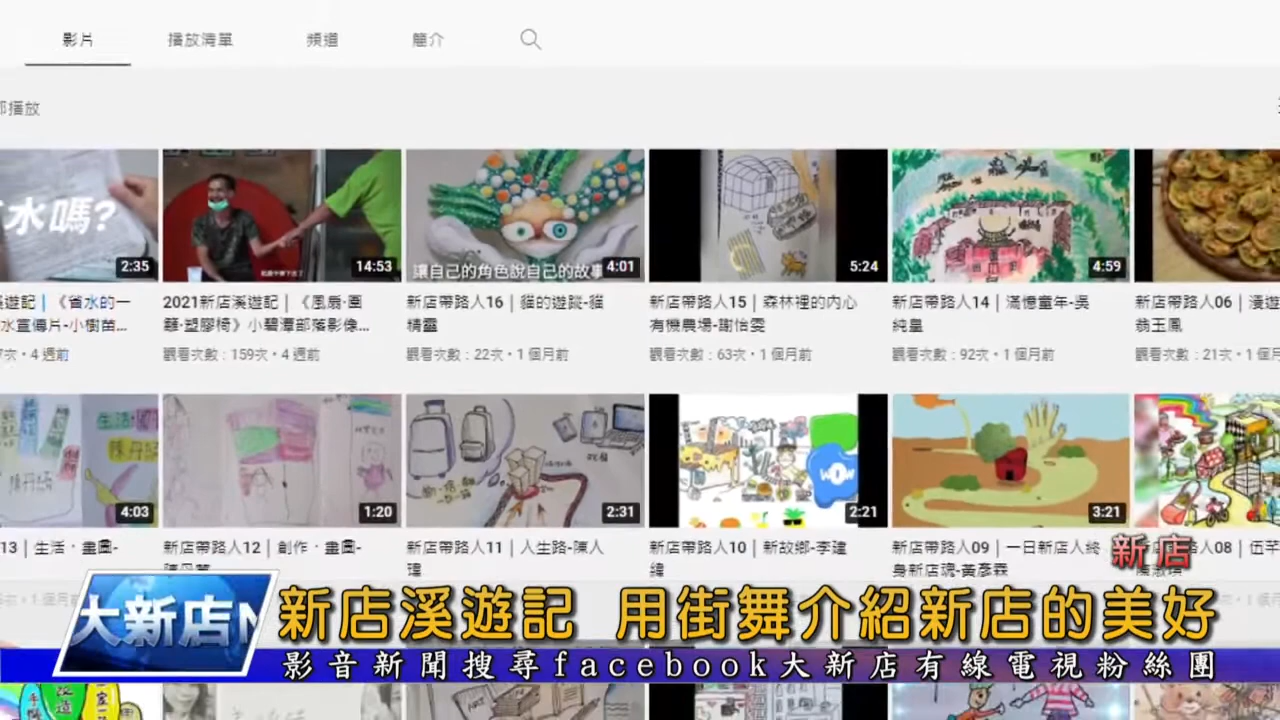 影片
播放清單
頻道
簡介
部播放
水嗎?
2:35
14:53
讓自己的角色說自己的故事
4:01
5:24
4:59
溪遊記│《省水的一
水宣傳片-小樹苗...
次・4 週前
2021新店溪遊記│《風扇·團
藝·塑膠椅》小碧潭部落影像...
觀看次數：159次・4 週前
新店帶路人16│貓的遊蹤-貓
精靈
觀看次數：22次・1 個月前
新店帶路人15│森林裡的內心
有機農場-謝怡雯
觀看次數：63次・1 個月前
新店帶路人14│滿憶童年-吳
純皇
觀看次數：92次・1 個月前
新店帶路人06│漫遊
翁玉鳳
觀看次數：21次・1 個月
生活
陳丹
4:03
1:20
2:31
WOW
2:21
3:21
13│生活・畫圖-
新店帶路人12│創作・畫圖-
新店帶路人11│人生路-陳人
瑋
新店帶路人10│新故鄉-李建
緯
新店帶路人09│一日新店人終
身新店魂-黃彥霖
08│伍芊
新店
大新店N
新店溪遊記 用街舞介紹新店的美好
影音新聞搜尋facebook大新店有線電視粉絲團